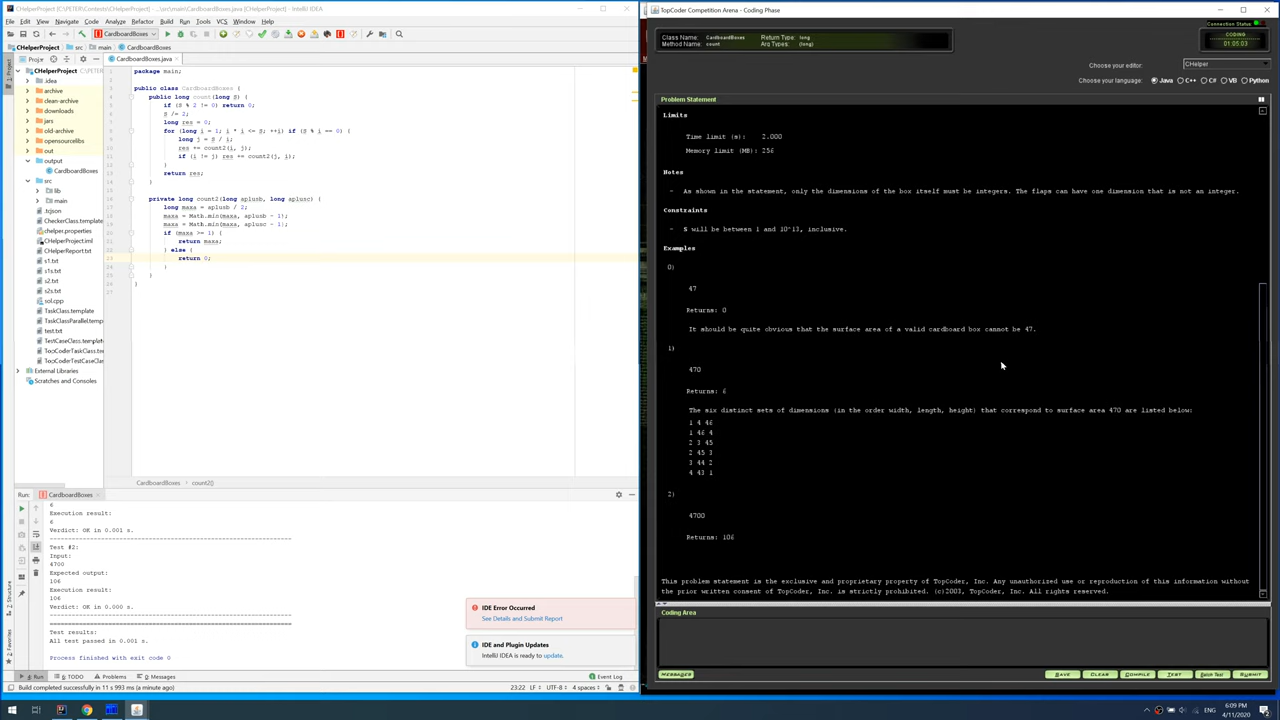 CHelperProject [C:\PETER\Contests\CHelperProject] - ...\src\main\CardboardBoxes.java [main] - IntelliJ IDEA
File Edit View Navigate Code Analyze Refactor Build Run Tools VCS Window Help
CardboardBoxes
CHelperProject src main CardboardBoxes
CardboardBoxes.java
CHelperProject
.idea
archive
clean-archive
downloads
jars
old-archive
opensourcelibs
out
output
CardboardBoxes
src
lib
main
.tcjson
CheckerClass.template
chelper.properties
CHelperProject.iml
CHelperReport.txt
s1.txt
s1s.txt
s2.txt
s2s.txt
sol.cpp
TaskClass.template
TaskClassParallel.temp
test.txt
TestCaseClass.template
TopCoderTaskClass.te
TopCoderTestCaseClas
External Libraries
Scratches and Consoles
package main;
public class CardboardBoxes {
public long count(long S) {
if (S % 2 != 0) return 0;
S /= 2;
long res = 0;
for (long i = 1; i * i <= S; ++i) if (S % i == 0) {
long j = S / i;
res += count2(i, j);
if (i != j) res += count2(j, i);
}
return res;
}
private long count2(long aplusb, long aplusc) {
long maxa = aplusb / 2;
maxa = Math.min(maxa, aplusb - 1);
maxa = Math.min(maxa, aplusc - 1);
if (maxa >= 1) {
return maxa;
} else {
return 0;
}
}
}
CardboardBoxes count2()
Run: CardboardBoxes
6
Execution result:
6
Verdict: OK in 0.001 s.
Test #2:
Input:
4700
Expected output:
106
Execution result:
106
Verdict: OK in 0.000 s.
Test results:
All test passed in 0.001 s.
Process finished with exit code 0
IDE Error Occurred
See Details and Submit Report
IDE and Plugin Updates
IntelliJ IDEA is ready to update.
4: Run 6: TODO Problems 0: Messages Event Log
Build completed successfully in 11 s 993 ms (a minute ago) 23:22 LF UTF-8 4 spaces
TopCoder Competition Arena - Coding Phase
Class Name: CardboardBoxes Return Type: long
Method Name: count Arg Types: (long)
Connection Status
CODING
01:05:03
Choose your editor: CHelper
Choose your language: Java C++ C# VB Python
Problem Statement
Limits
Time limit (s): 2.000
Memory limit (MB): 256
Notes
- As shown in the statement, only the dimensions of the box itself must be integers. The flaps can have one dimension that is not an integer.
Constraints
- S will be between 1 and 10^13, inclusive.
Examples
0)
47
Returns: 0
It should be quite obvious that the surface area of a valid cardboard box cannot be 47.
1)
470
Returns: 6
The six distinct sets of dimensions (in the order width, length, height) that correspond to surface area 470 are listed below:
1 4 46
1 46 4
2 3 45
2 45 3
3 44 2
4 43 1
2)
4700
Returns: 106
This problem statement is the exclusive and proprietary property of TopCoder, Inc. Any unauthorized use or reproduction of this information without
the prior written consent of TopCoder, Inc. is strictly prohibited. (c)2003, TopCoder, Inc. All rights reserved.
Coding Area
MESSAGES SAVE CLEAR COMPILE TEST Batch Test SUBMIT
ENG 6:09 PM
4/11/2020